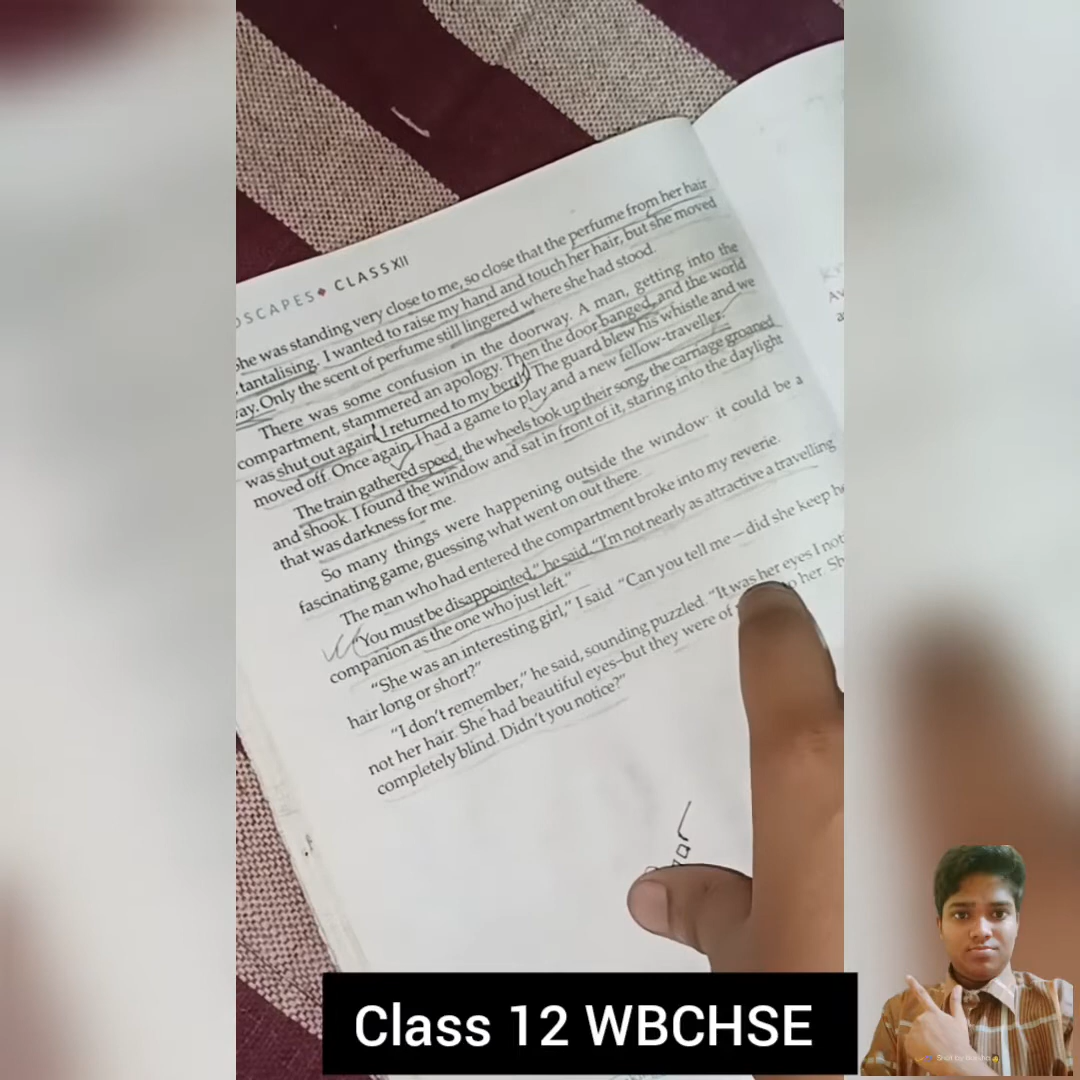 DSCAPES◆CLASS XII
he was standing very close to me, so close that the perfume from her hair
tantalising. I wanted to raise my hand and touch her hair, but she moved
ay. Only the scent of perfume still lingered where she had stood.
There was some confusion in the doorway. A man, getting into the
compartment, stammered an apology. Then the door banged, and the world
was shut out again. I returned to my berth. The guard blew his whistle and we
moved off. Once again, I had a game to play and a new fellow-traveller.
The train gathered speed, the wheels took up their song, the carriage groaned
and shook. I found the window and sat in front of it, staring into the daylight
that was darkness for me.
So many things were happening outside the window: it could be a
fascinating game, guessing what went on out there.
The man who had entered the compartment broke into my reverie.
"You must be disappointed," he said. "I'm not nearly as attractive a travelling
companion as the one who just left."
"She was an interesting girl," I said. "Can you tell me—did she keep he
hair long or short?"
"I don't remember," he said, sounding puzzled. "It was her eyes I not
not her hair. She had beautiful eyes–but they were of her. Sh
completely blind. Didn't you notice?"
Class 12 WBCHSE